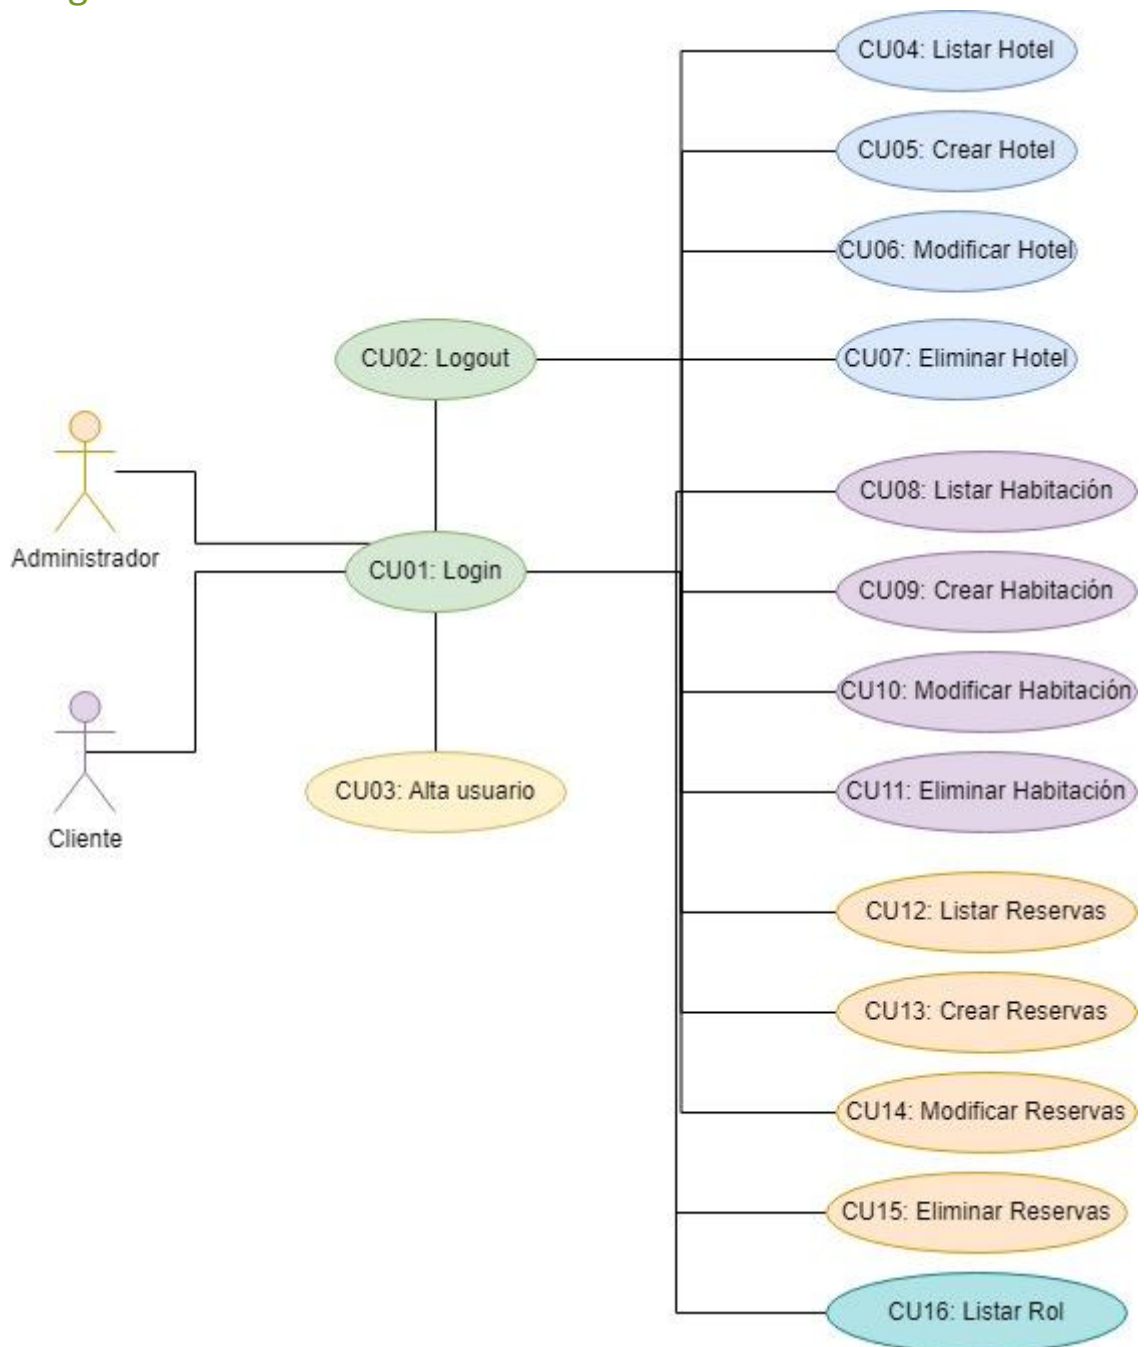 CU04: Listar Hotel
CU05: Crear Hotel
CU06: Modificar Hotel
CU02: Logout
CU07: Eliminar Hotel
Administrador
CU08: Listar Habitación
CU01: Login
CU09: Crear Habitación
CU10: Modificar Habitación
Cliente
CU03: Alta usuario
CU11: Eliminar Habitación
CU12: Listar Reservas
CU13: Crear Reservas
CU14: Modificar Reservas
CU15: Eliminar Reservas
CU16: Listar Rol